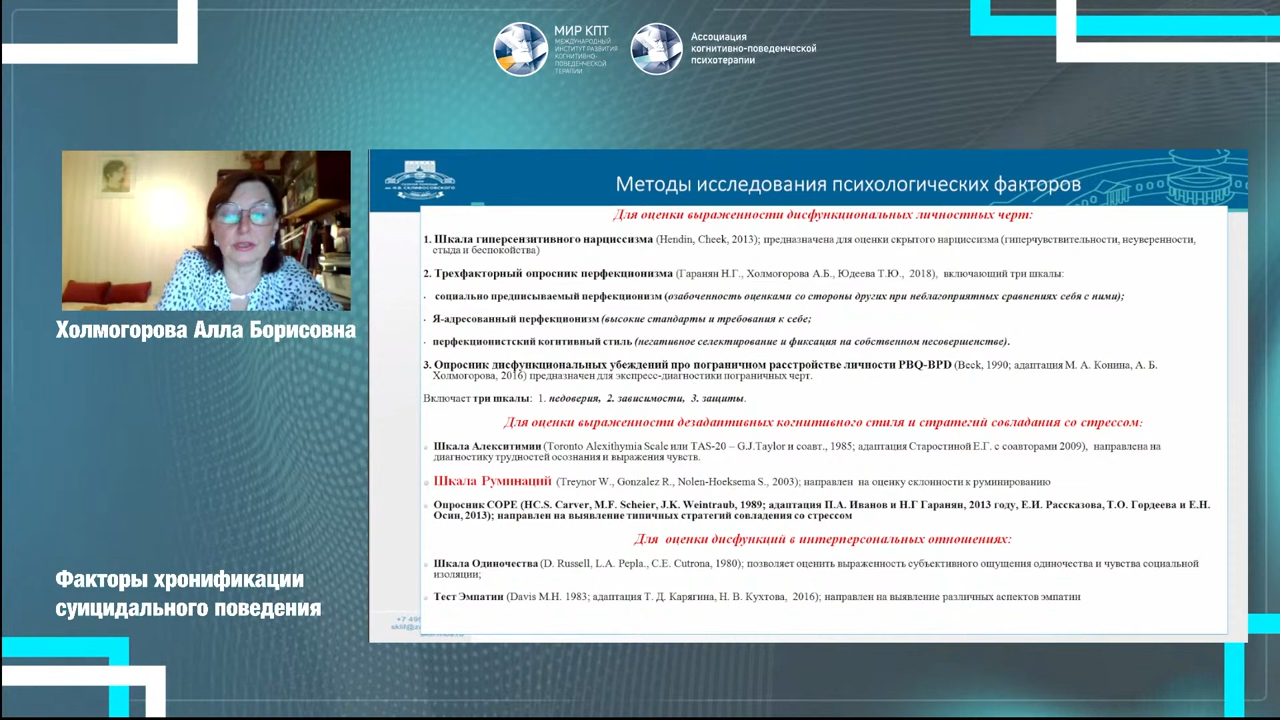 МИР КПТ
МЕЖДУНАРОДНЫЙ
ИНСТИТУТ РАЗВИТИЯ
КОГНИТИВНО-
ПОВЕДЕНЧЕСКОЙ
ТЕРАПИИ
Ассоциация
когнитивно-поведенческой
психотерапии
им. Н.В. СКЛИФОСОВСКОГО
Методы исследования психологических факторов
Для оценки выраженности дисфункциональных личностных черт:
1. Шкала гиперсензитивного нарциссизма (Hendin, Cheek, 2013); предназначена для оценки скрытого нарциссизма (гиперчувствительности, неуверенности,
стыда и беспокойства)
2. Трехфакторный опросник перфекционизма (Гаранян Н.Г., Холмогорова А.Б., Юдеева Т.Ю., 2018), включающий три шкалы:
· социально предписываемый перфекционизм (озабоченность оценками со стороны других при неблагоприятных сравнениях себя с ними);
· Я-адресованный перфекционизм (высокие стандарты и требования к себе;
· перфекционистский когнтивный стиль (негативное селектирование и фиксация на собственном несовершенстве).
3. Опросник дисфункциональных убеждений про пограничном расстройстве личности PBQ-BPD (Beck, 1990; адаптация М. А. Конина, А. Б.
Холмогорова, 2016) предназначен для экспресс-диагностики пограничных черт.
Включает три шкалы: 1. недоверия, 2. зависимости, 3. защиты.
Для оценки выраженности дезадаптивных когнитивного стиля и стратегий совладания со стрессом:
Шкала Алекситимии (Toronto Alexithymia Scale или TAS-20 – G.J.Taylor и соавт., 1985; адаптация Старостиной Е.Г. с соавторами 2009), направлена на
диагностику трудностей осознания и выражения чувств.
Шкала Руминаций (Treynor W., Gonzalez R., Nolen-Hoeksema S., 2003); направлен на оценку склонности к руминированию
Опросник COPE (HC.S. Carver, M.F. Scheier, J.K. Weintraub, 1989; адаптация П.А. Иванов и Н.Г Гаранян, 2013 году, Е.И. Рассказова, Т.О. Гордеева и Е.Н.
Осин, 2013); направлен на выявление типичных стратегий совладения со стрессом
Для оценки дисфункций в интерперсональных отношениях:
Шкала Одиночества (D. Russell, L.A. Pepla., C.E. Cutrona, 1980); позволяет оценить выраженность субъективного ощущения одиночества и чувства социальной
изоляции;
Тест Эмпатии (Davis M.H. 1983; адаптация Т. Д. Карягина, Н. В. Кухтова, 2016); направлен на выявление различных аспектов эмпатии
Холмогорова Алла Борисовна
Факторы хронификации
суицидального поведения